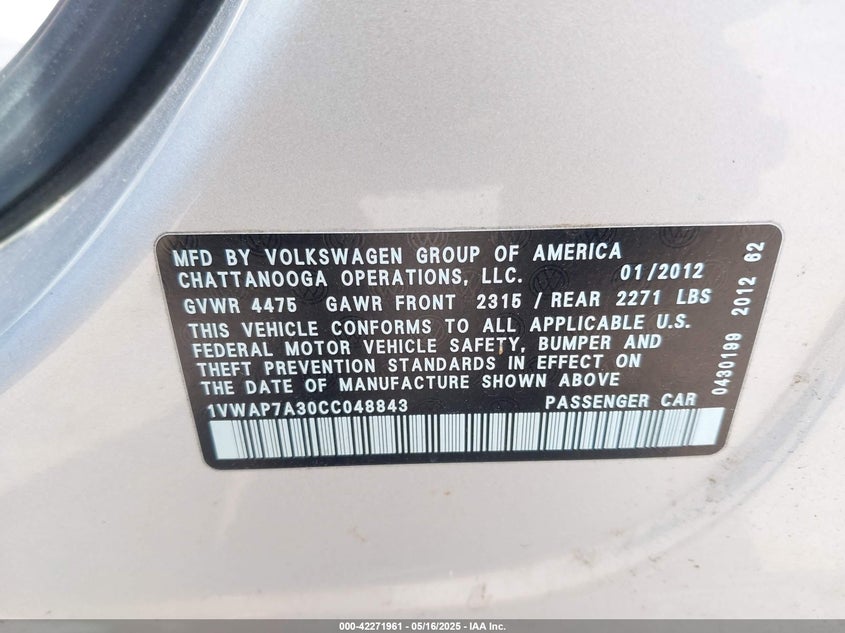 MFD BY VOLKSWAGEN GROUP OF AMERICA
CHATTANOOGA OPERATIONS, LLC. 01/2012
GVWR 4475 GAWR FRONT 2315 / REAR 2271 LBS
THIS VEHICLE CONFORMS TO ALL APPLICABLE U.S.
FEDERAL MOTOR VEHICLE SAFETY, BUMPER AND
THEFT PREVENTION STANDARDS IN EFFECT ON
THE DATE OF MANUFACTURE SHOWN ABOVE
1VWAP7A30CC048843 PASSENGER CAR
0430199 2012 62
000-42271961 - 05/16/2025 - IAA Inc.